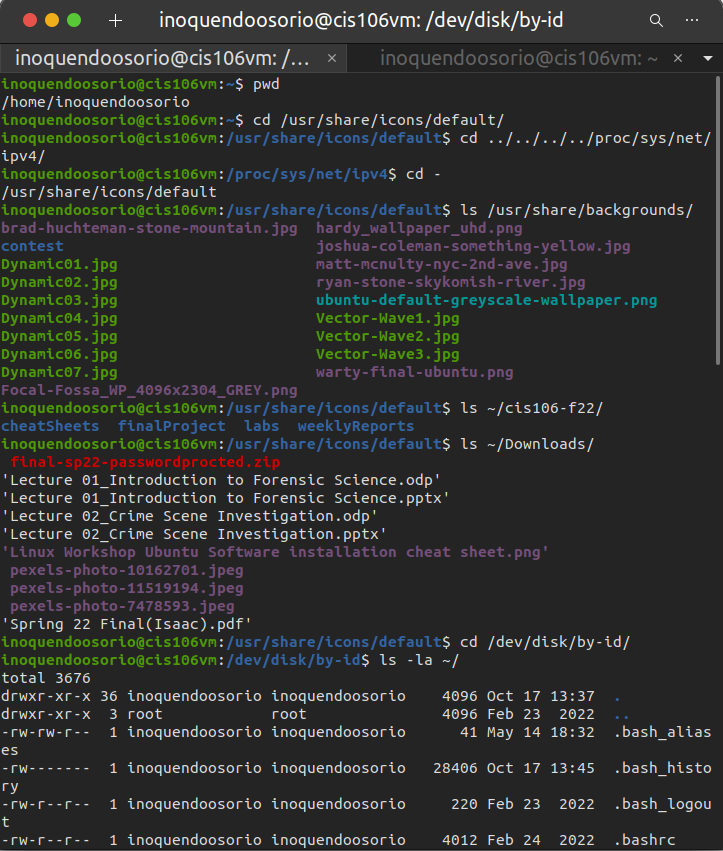 inoquendoosorio@cis106vm: /dev/disk/by-id
inoquendoosorio@cis106vm: /... × inoquendoosorio@cis106vm: ~ ×
inoquendoosorio@cis106vm:~$ pwd
/home/inoquendoosorio
inoquendoosorio@cis106vm:~$ cd /usr/share/icons/default/
inoquendoosorio@cis106vm:/usr/share/icons/default$ cd ../../../../proc/sys/net/
ipv4/
inoquendoosorio@cis106vm:/proc/sys/net/ipv4$ cd -
/usr/share/icons/default
inoquendoosorio@cis106vm:/usr/share/icons/default$ ls /usr/share/backgrounds/
brad-huchteman-stone-mountain.jpg  hardy_wallpaper_uhd.png
contest                            joshua-coleman-something-yellow.jpg
Dynamic01.jpg                      matt-mcnulty-nyc-2nd-ave.jpg
Dynamic02.jpg                      ryan-stone-skykomish-river.jpg
Dynamic03.jpg                      ubuntu-default-greyscale-wallpaper.png
Dynamic04.jpg                      Vector-Wave1.jpg
Dynamic05.jpg                      Vector-Wave2.jpg
Dynamic06.jpg                      Vector-Wave3.jpg
Dynamic07.jpg                      warty-final-ubuntu.png
Focal-Fossa_WP_4096x2304_GREY.png
inoquendoosorio@cis106vm:/usr/share/icons/default$ ls ~/cis106-f22/
cheatSheets  finalProject  labs  weeklyReports
inoquendoosorio@cis106vm:/usr/share/icons/default$ ls ~/Downloads/
 final-sp22-passwordprocted.zip
'Lecture 01_Introduction to Forensic Science.odp'
'Lecture 01_Introduction to Forensic Science.pptx'
'Lecture 02_Crime Scene Investigation.odp'
'Lecture 02_Crime Scene Investigation.pptx'
'Linux Workshop Ubuntu Software installation cheat sheet.png'
 pexels-photo-10162701.jpeg
 pexels-photo-11519194.jpeg
 pexels-photo-7478593.jpeg
'Spring 22 Final(Isaac).pdf'
inoquendoosorio@cis106vm:/usr/share/icons/default$ cd /dev/disk/by-id/
inoquendoosorio@cis106vm:/dev/disk/by-id$ ls -la ~/
total 3676
drwxr-xr-x 36 inoquendoosorio inoquendoosorio    4096 Oct 17 13:37  .
drwxr-xr-x  3 root            root               4096 Feb 23  2022  ..
-rw-rw-r--  1 inoquendoosorio inoquendoosorio      41 May 14 18:32  .bash_alias
es
-rw-------  1 inoquendoosorio inoquendoosorio   28406 Oct 17 13:45  .bash_histo
ry
-rw-r--r--  1 inoquendoosorio inoquendoosorio     220 Feb 23  2022  .bash_logou
t
-rw-r--r--  1 inoquendoosorio inoquendoosorio    4012 Feb 24  2022  .bashrc